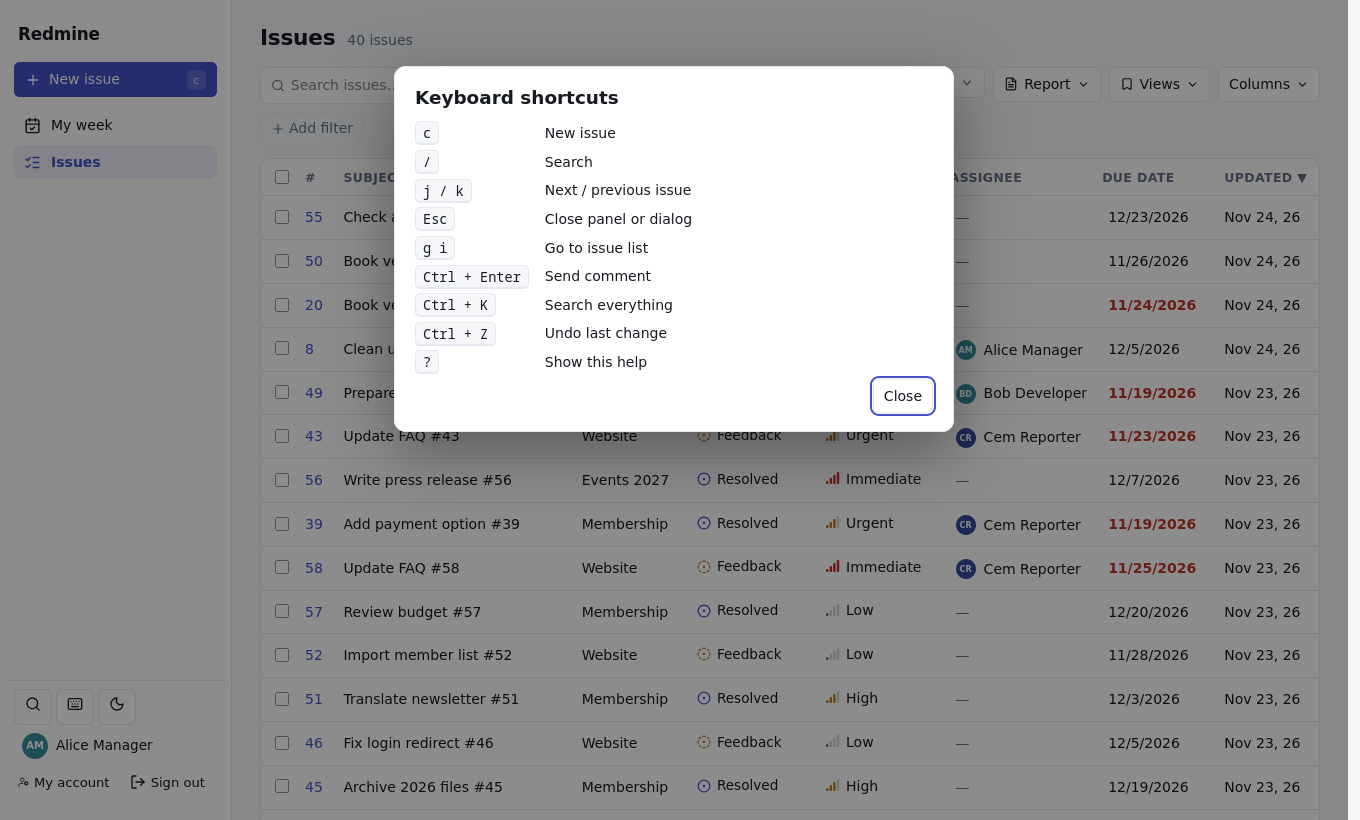 Redmine
New issue c
My week
Issues
Alice Manager
My account Sign out
Issues 40 issues
Search issues...
Report Views Columns
Add filter
Keyboard shortcuts
c New issue
/ Search
j / k Next / previous issue
Esc Close panel or dialog
g i Go to issue list
Ctrl + Enter Send comment
Ctrl + K Search everything
Ctrl + Z Undo last change
? Show this help
Close
# ASSIGNEE DUE DATE UPDATED ▼
55 Check — 12/23/2026 Nov 24, 26
50 Book — 11/26/2026 Nov 24, 26
20 Book — 11/24/2026 Nov 24, 26
8 Clean AM Alice Manager 12/5/2026 Nov 24, 26
49 Prepare BD Bob Developer 11/19/2026 Nov 23, 26
43 Update FAQ #43 Website Feedback Urgent CR Cem Reporter 11/23/2026 Nov 23, 26
56 Write press release #56 Events 2027 Resolved Immediate — 12/7/2026 Nov 23, 26
39 Add payment option #39 Membership Resolved Urgent CR Cem Reporter 11/19/2026 Nov 23, 26
58 Update FAQ #58 Website Feedback Immediate CR Cem Reporter 11/25/2026 Nov 23, 26
57 Review budget #57 Membership Resolved Low — 12/20/2026 Nov 23, 26
52 Import member list #52 Website Feedback Low — 11/28/2026 Nov 23, 26
51 Translate newsletter #51 Membership Resolved High — 12/3/2026 Nov 23, 26
46 Fix login redirect #46 Website Feedback Low — 12/5/2026 Nov 23, 26
45 Archive 2026 files #45 Membership Resolved High — 12/19/2026 Nov 23, 26
AM